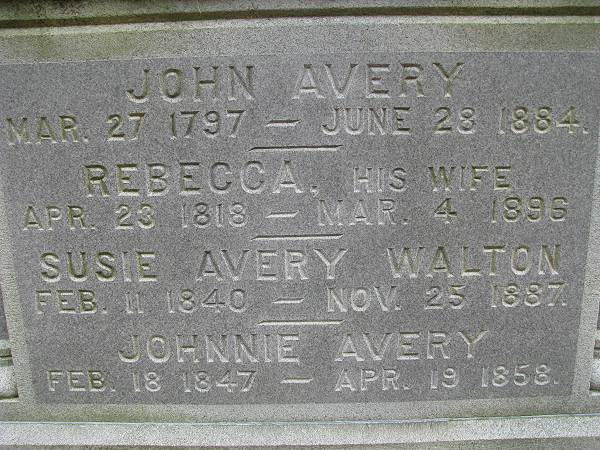 JOHN AVERY
MAR. 27 1797 — JUNE 28 1884.
REBECCA, HIS WIFE
APR. 23 1818 — MAR. 4 1896
SUSIE AVERY WALTON
FEB. 11 1840 — NOV. 25 1887.
JOHNNIE AVERY
FEB. 18 1847 — APR. 19 1858.